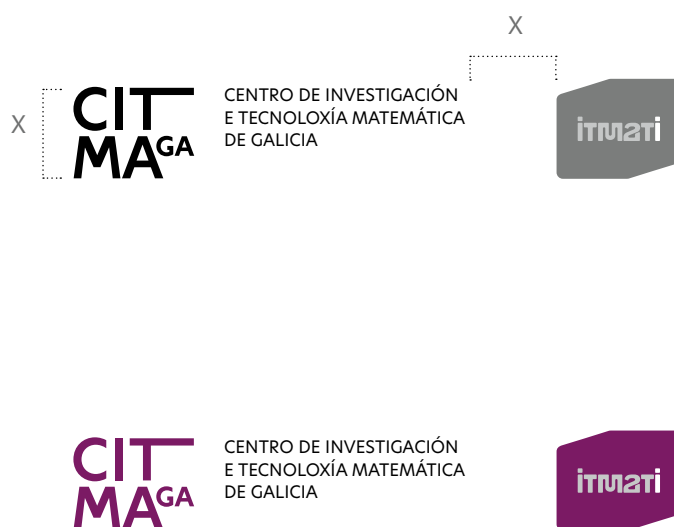 X
X
CIT
MAGA
CENTRO DE INVESTIGACIÓN
E TECNOLOXÍA MATEMÁTICA
DE GALICIA
itmati
CIT
MAGA
CENTRO DE INVESTIGACIÓN
E TECNOLOXÍA MATEMÁTICA
DE GALICIA
itmati